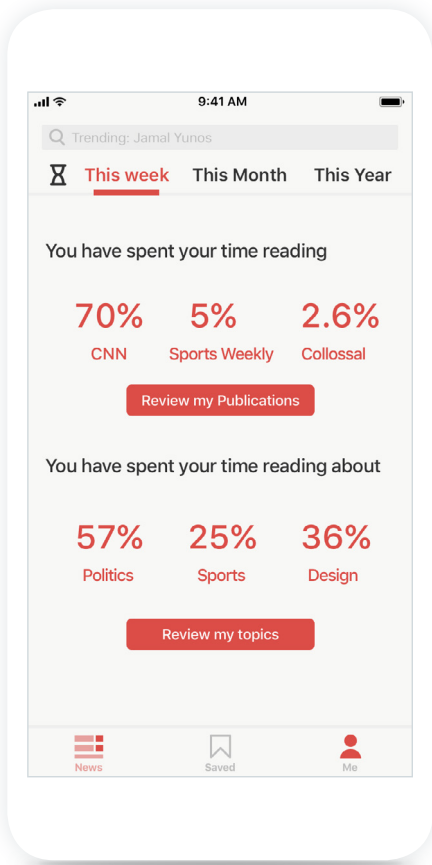 9:41 AM
Trending: Jamal Yunos
This week This Month This Year
You have spent your time reading
70% 5% 2.6%
CNN Sports Weekly Collossal
Review my Publications
You have spent your time reading about
57% 25% 36%
Politics Sports Design
Review my topics
News Saved Me